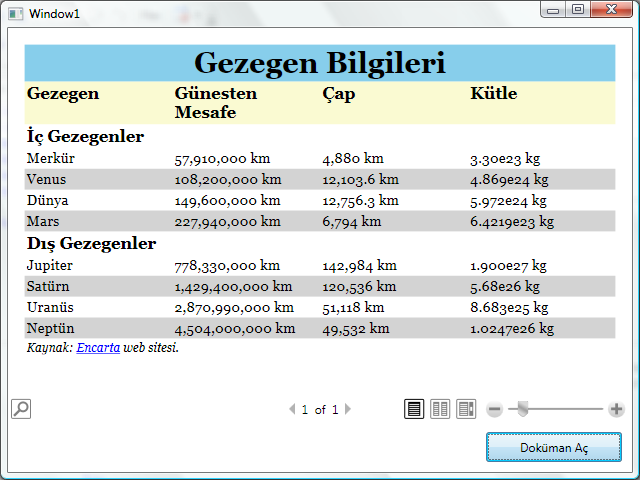 Window1
Gezegen Bilgileri
Gezegen Günesten Mesafe Çap Kütle
İç Gezegenler
Merkür 57,910,000 km 4,880 km 3.30e23 kg
Venus 108,200,000 km 12,103.6 km 4.869e24 kg
Dünya 149,600,000 km 12,756.3 km 5.972e24 kg
Mars 227,940,000 km 6,794 km 6.4219e23 kg
Dış Gezegenler
Jupiter 778,330,000 km 142,984 km 1.900e27 kg
Satürn 1,429,400,000 km 120,536 km 5.68e26 kg
Uranüs 2,870,990,000 km 51,118 km 8.683e25 kg
Neptün 4,504,000,000 km 49,532 km 1.0247e26 kg
Kaynak: Encarta web sitesi.
1 of 1
Doküman Aç